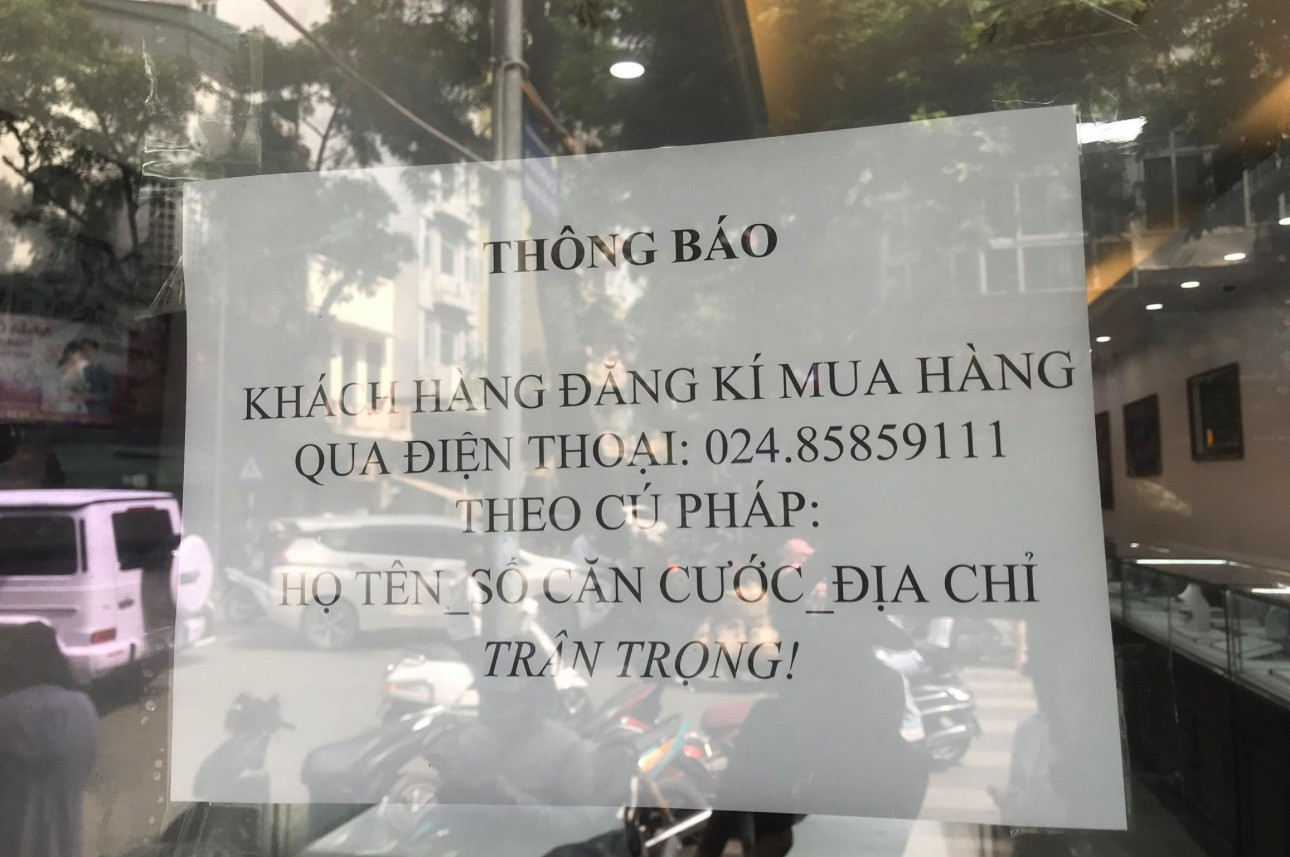 THÔNG BÁO
KHÁCH HÀNG ĐĂNG KÍ MUA HÀNG
QUA ĐIỆN THOẠI: 024.85859111
THEO CÚ PHÁP:
HỌ TÊN_SỐ CĂN CƯỚC_ĐỊA CHỈ
TRÂN TRỌNG!